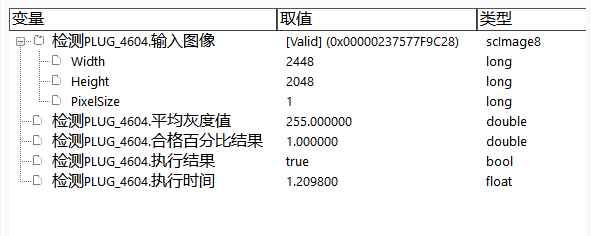 变量 取值 类型
检测PLUG_4604.输入图像 [Valid] (0x00000237577F9C28) scImage8
Width 2448 long
Height 2048 long
PixelSize 1 long
检测PLUG_4604.平均灰度值 255.000000 double
检测PLUG_4604.合格百分比结果 1.000000 double
检测PLUG_4604.执行结果 true bool
检测PLUG_4604.执行时间 1.209800 float